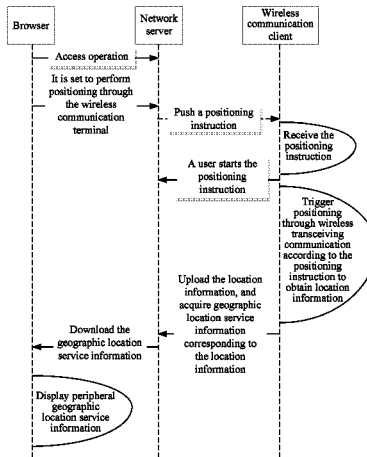 Browser
Network
server
Wireless
communication
client
Access operation
It is set to perform
positioning through
the wireless
communication
terminal
Push a positioning
instruction
Receive the
positioning
instruction
A user starts the
positioning
instruction
Trigger
positioning
through wireless
transceiving
communication
according to the
positioning
instruction to
obtain location
information
Upload the location
information, and
acquire geographic
location service
information
corresponding to
the location
information
Download the
geographic location
service information
Display peripheral
geographic
location service
information